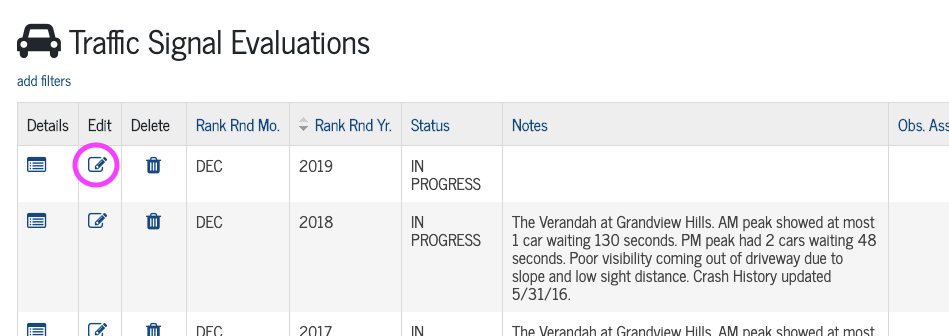 Traffic Signal Evaluations
add filters
Details Edit Delete Rank Rnd Mo. Rank Rnd Yr. Status Notes Obs. Ass
DEC 2019 IN
PROGRESS
DEC 2018 IN The Verandah at Grandview Hills. AM peak showed at most
PROGRESS 1 car waiting 130 seconds. PM peak had 2 cars waiting 48
seconds. Poor visibility coming out of driveway due to
slope and low sight distance. Crash History updated
5/31/16.
DEC 2017 IN The Verandah at Grandview Hills. AM peak showed at most